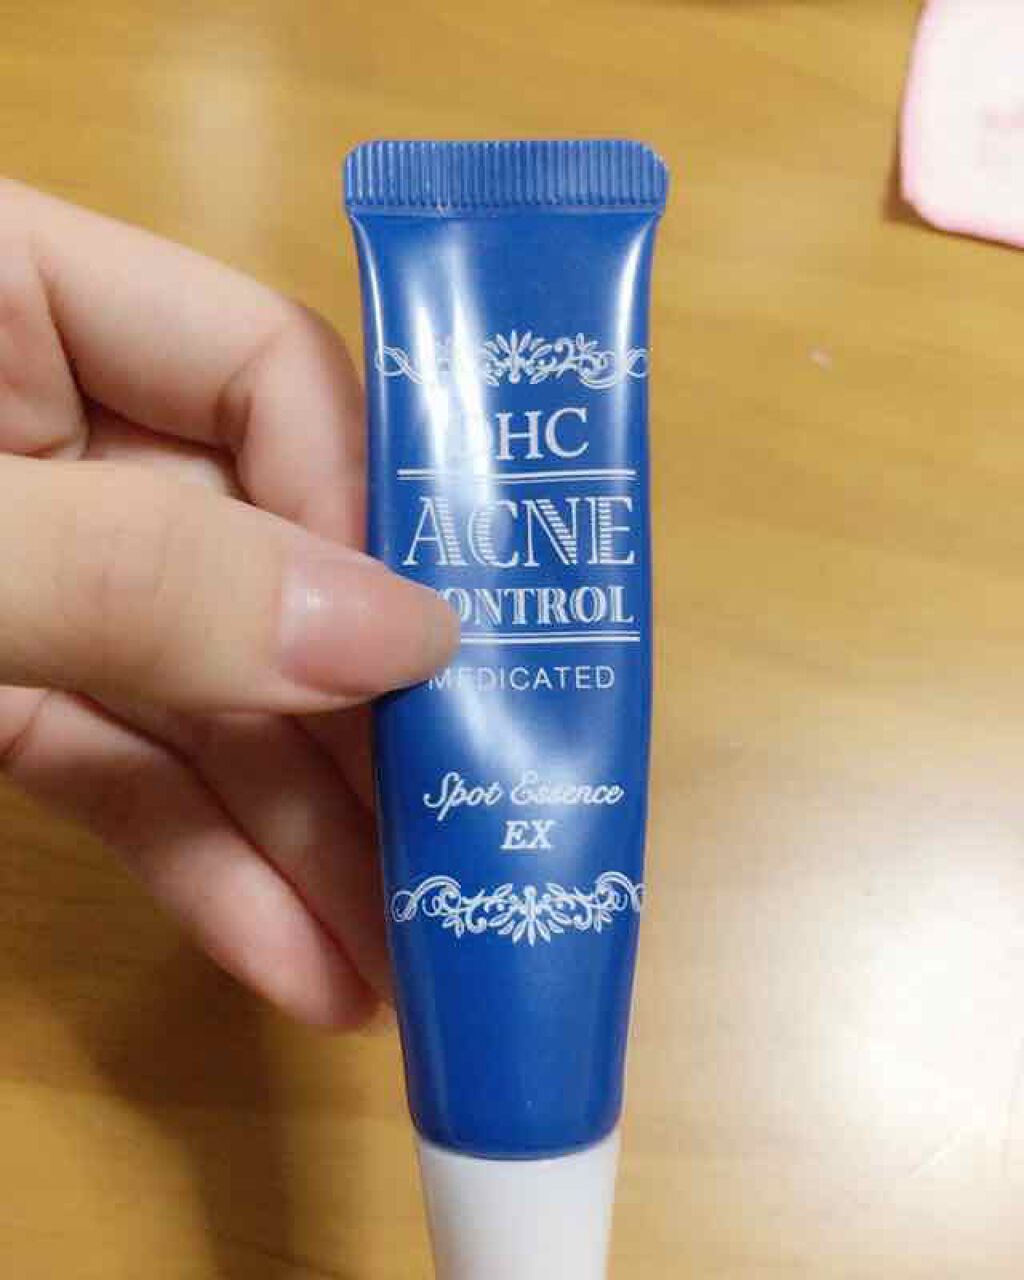 DHC
ACNE
CONTROL
MEDICATED
Spot Essence
EX